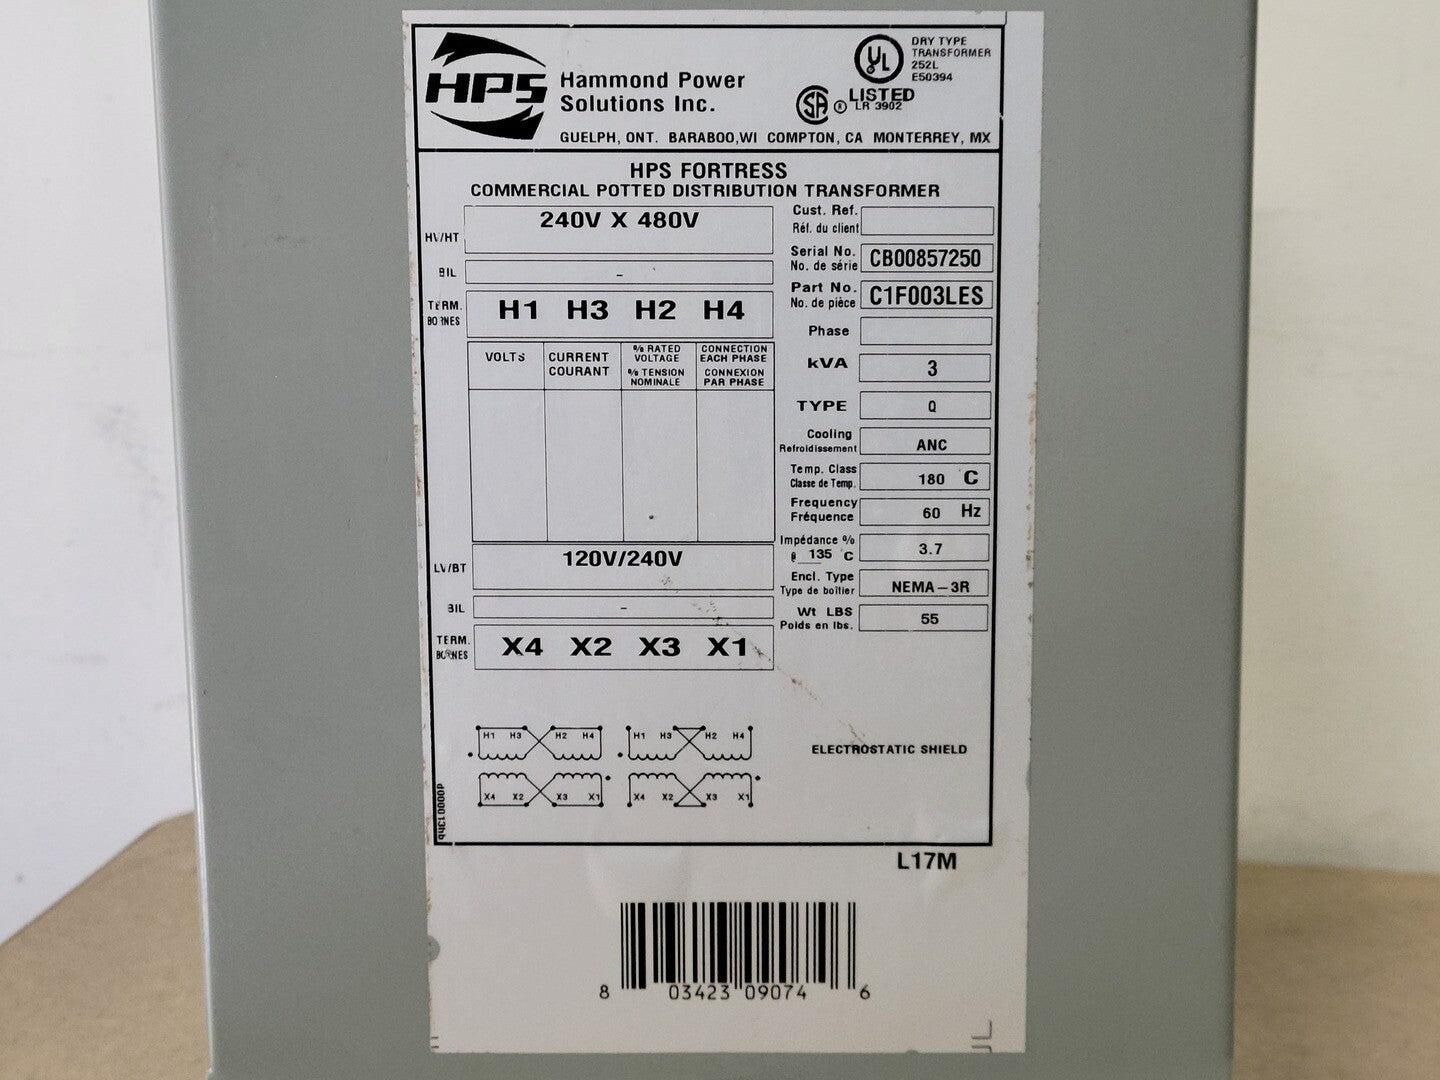 HPS
Hammond Power
Solutions Inc.
UL
DRY TYPE
TRANSFORMER
252L
E50394
LISTED
SA ® LR 3902
GUELPH, ONT. BARABOO,WI COMPTON, CA MONTERREY, MX
HPS FORTRESS
COMMERCIAL POTTED DISTRIBUTION TRANSFORMER
HV/HT 240V X 480V
BIL -
TERM.
BORNES
H1 H3 H2 H4
VOLTS
CURRENT
COURANT
% RATED
VOLTAGE
% TENSION
NOMINALE
CONNECTION
EACH PHASE
CONNEXION
PAR PHASE
LV/BT 120V/240V
BIL -
TERM.
BORNES
X4 X2 X3 X1
Cust. Ref.
Réf. du client
Serial No.
No. de série
CB00857250
Part No.
No. de pièce
C1F003LES
Phase
kVA 3
TYPE Q
Cooling
Refroidissement
ANC
Temp. Class
Classe de Temp.
180 C
Frequency
Fréquence
60 Hz
Impédance %
@ 135 C
3.7
Encl. Type
Type de boîtier
NEMA-3R
Wt LBS
Poids en lbs.
55
H1 H3 H2 H4
X4 X2 X3 X1
H1 H3 H2 H4
X4 X2 X3 X1
ELECTROSTATIC SHIELD
L17M
8 03423 09074 6